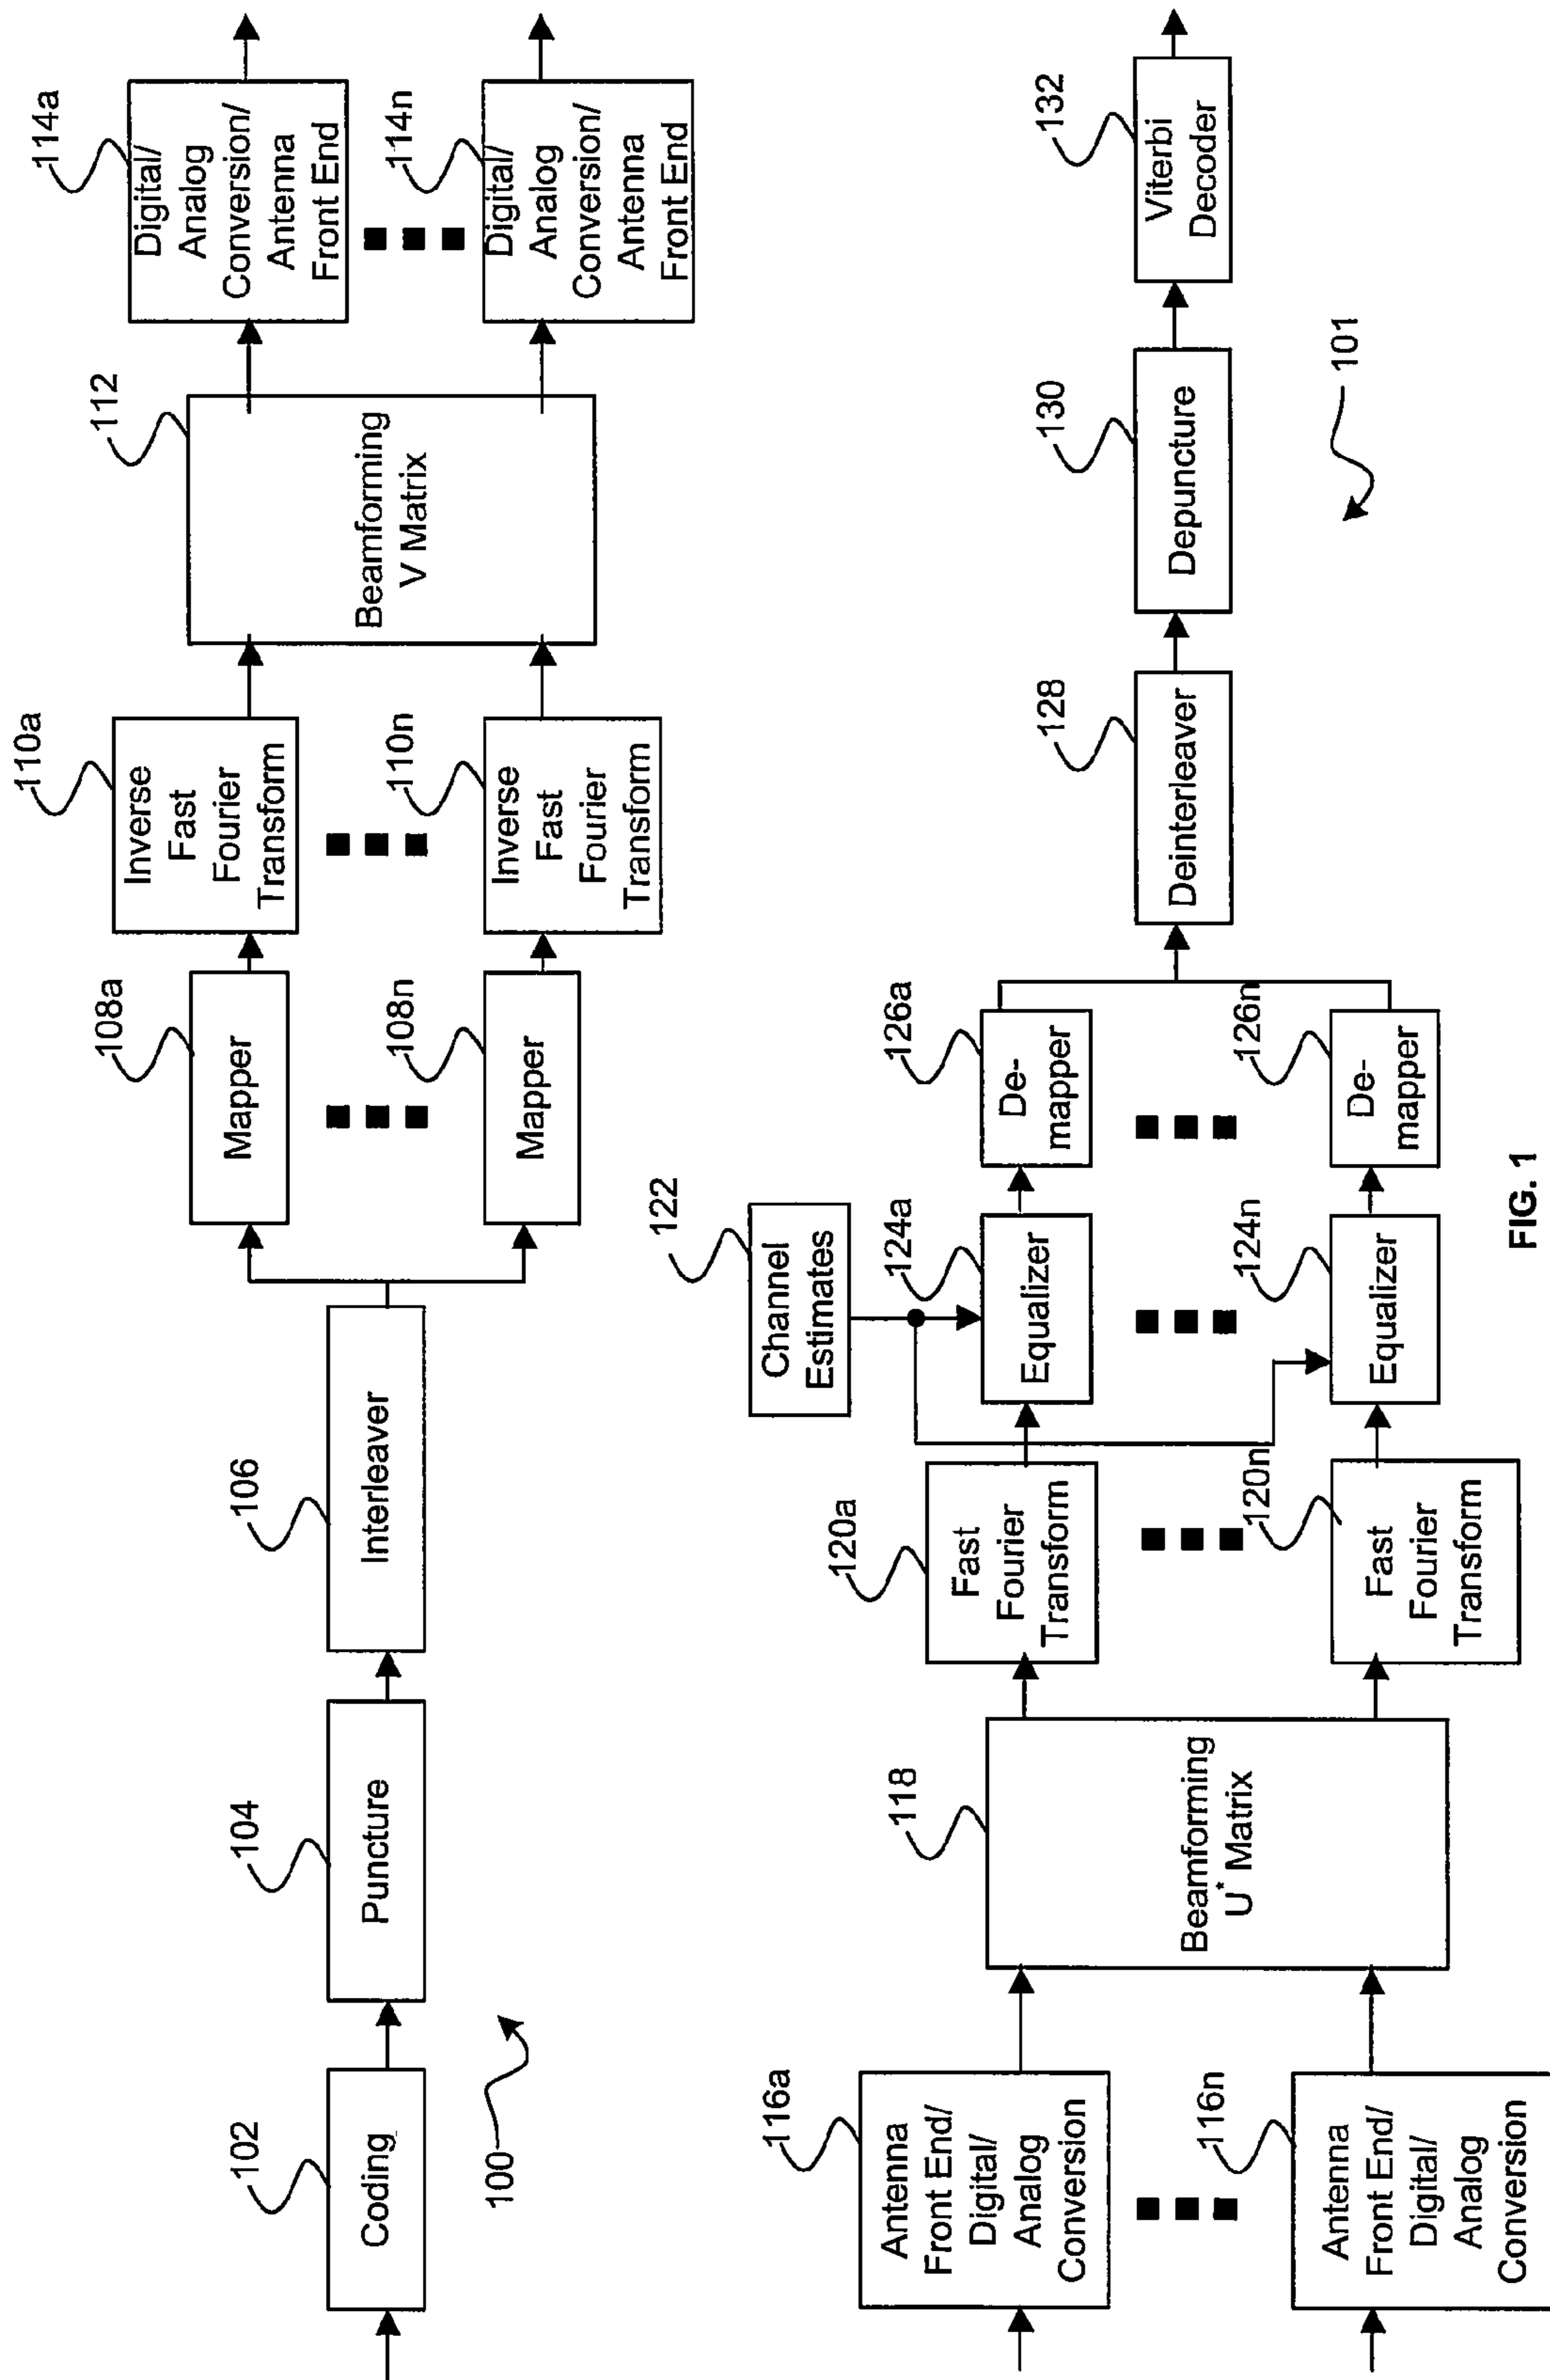 102
Coding
104
Puncture
106
Interleaver
108a
Mapper
108n
Mapper
110a
Inverse
Fast
Fourier
Transform
110n
Inverse
Fast
Fourier
Transform
112
Beamforming
V Matrix
114a
Digital/
Analog
Conversion/
Antenna
Front End
114n
Digital/
Analog
Conversion/
Antenna
Front End
100
116a
Antenna
Front End/
Digital/
Analog
Conversion
116n
Antenna
Front End/
Digital/
Analog
Conversion
118
Beamforming
U* Matrix
120a
Fast
Fourier
Transform
120n
Fast
Fourier
Transform
122
Channel
Estimates
124a
Equalizer
124n
Equalizer
126a
De-
mapper
126n
De-
mapper
128
Deinterleaver
130
Depuncture
132
Viterbi
Decoder
101
FIG. 1